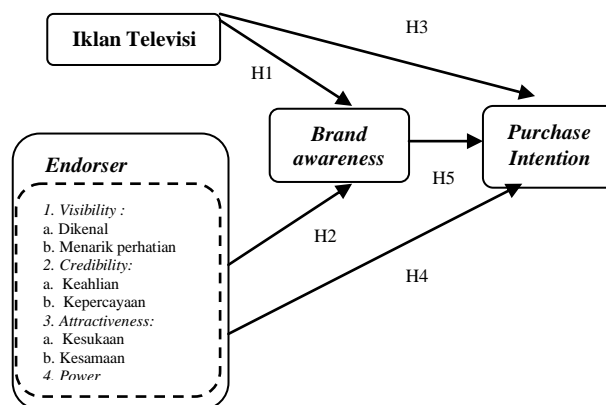 Iklan Televisi
H3
H1
Brand
awareness
Purchase
Intention
H5
Endorser
1. Visibility :
a. Dikenal
b. Menarik perhatian
2. Credibility:
a. Keahlian
b. Kepercayaan
3. Attractiveness:
a. Kesukaan
b. Kesamaan
4. Power
H2
H4